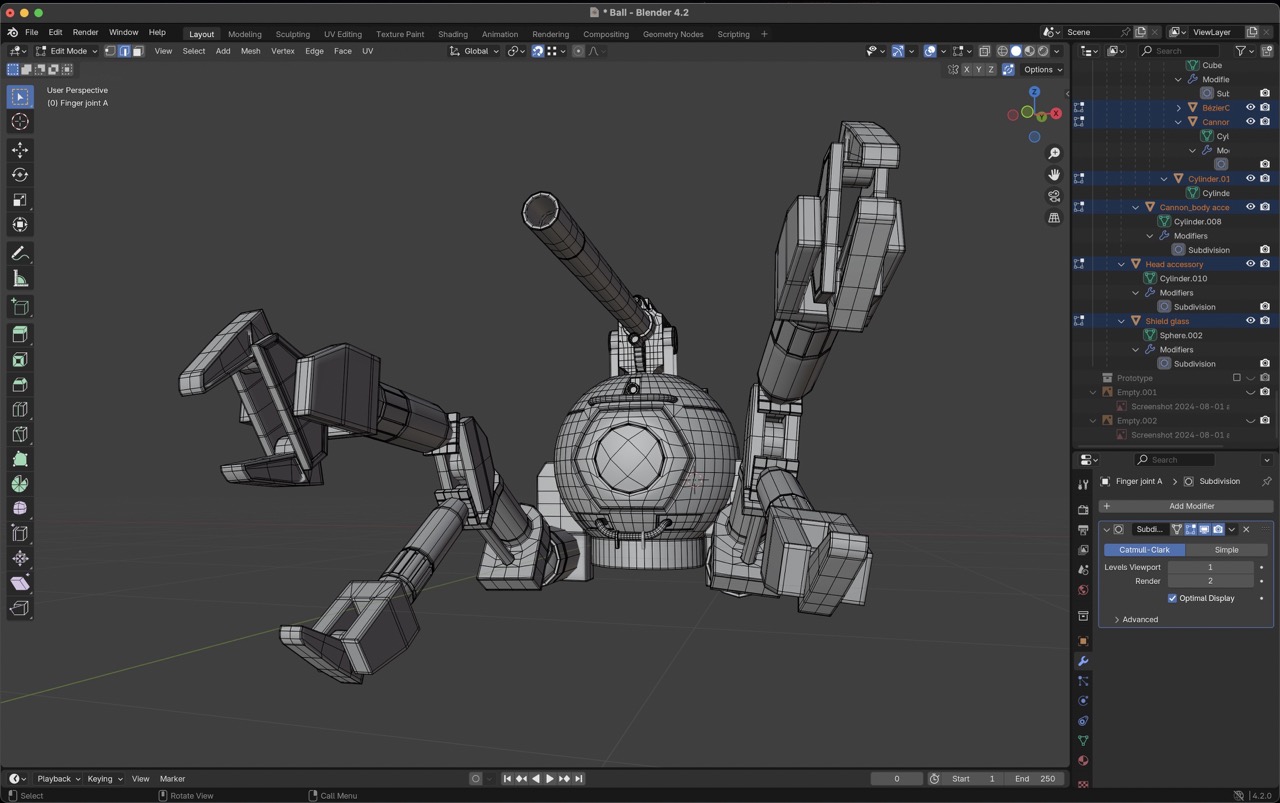 * Ball - Blender 4.2
File Edit Render Window Help
Layout Modeling Sculpting UV Editing Texture Paint Shading Animation Rendering Compositing Geometry Nodes Scripting +
Scene
ViewLayer
Edit Mode View Select Add Mesh Vertex Edge Face UV
Global
Search
X Y Z Options
User Perspective
(0) Finger joint A
Z
X
Y
Cube
Modifie
Sub
BézierC
Cannor
Cyl
Mo
Cylinder.01
Cylinde
Cannon_body acce
Cylinder.008
Modifiers
Subdivision
Head accessory
Cylinder.010
Modifiers
Subdivision
Shield glass
Sphere.002
Modifiers
Subdivision
Prototype
Empty.001
Screenshot 2024-08-01
Empty.002
Screenshot 2024-08-01
Search
Finger joint A > Subdivision
+ Add Modifier
Subdi...
Catmull-Clark Simple
Levels Viewport 1
Render 2
Optimal Display
Advanced
Playback Keying View Marker
0
Start 1 End 250
Select
Rotate View
Call Menu
4.2.0